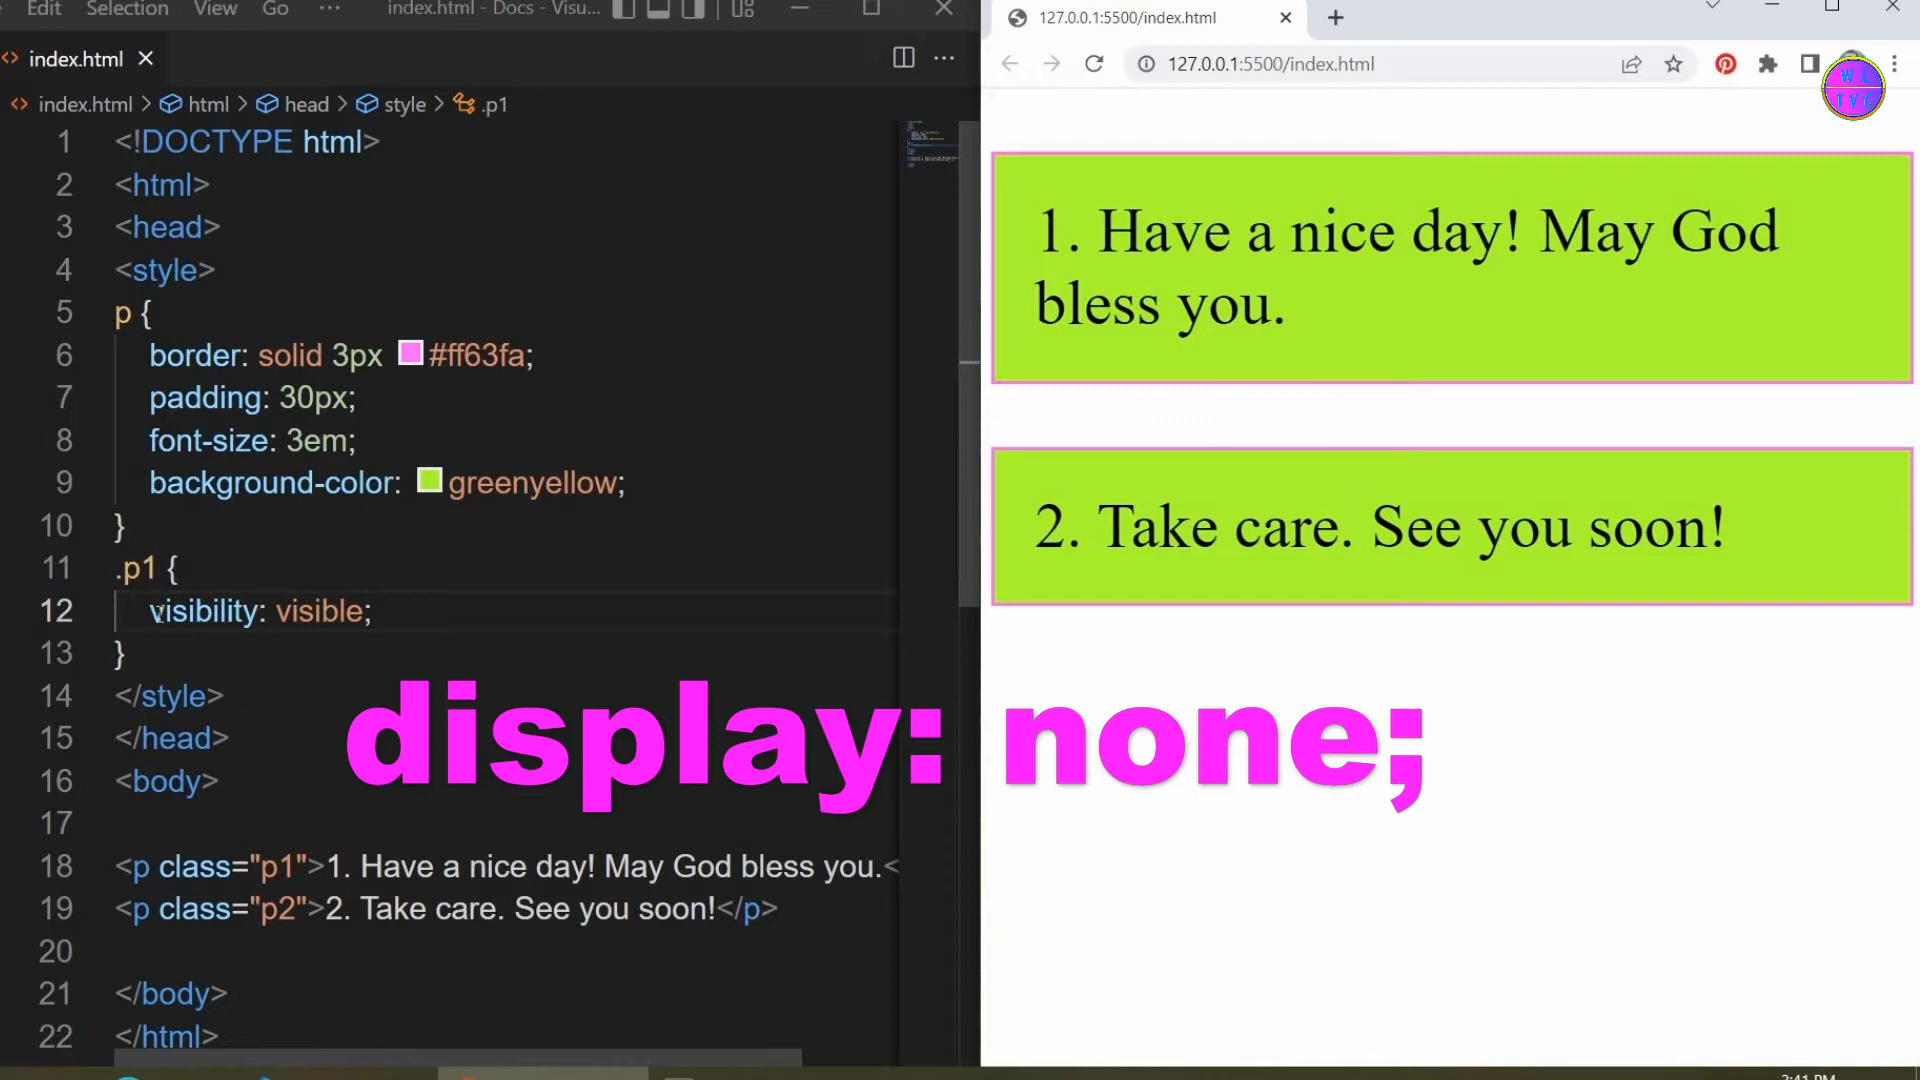 Edit Selection View Go ··· index.html - Docs - Visu...
index.html
index.html > html > head > style > .p1
1 <!DOCTYPE html>
2 <html>
3 <head>
4 <style>
5 p {
6 border: solid 3px #ff63fa;
7 padding: 30px;
8 font-size: 3em;
9 background-color: greenyellow;
10 }
11 .p1 {
12 visibility: visible;
13 }
14 </style>
15 </head>
16 <body>
17
18 <p class="p1">1. Have a nice day! May God bless you.<
19 <p class="p2">2. Take care. See you soon!</p>
20
21 </body>
22 </html>
127.0.0.1:5500/index.html
127.0.0.1:5500/index.html
W L
T V C
1. Have a nice day! May God
bless you.
2. Take care. See you soon!
display: none;